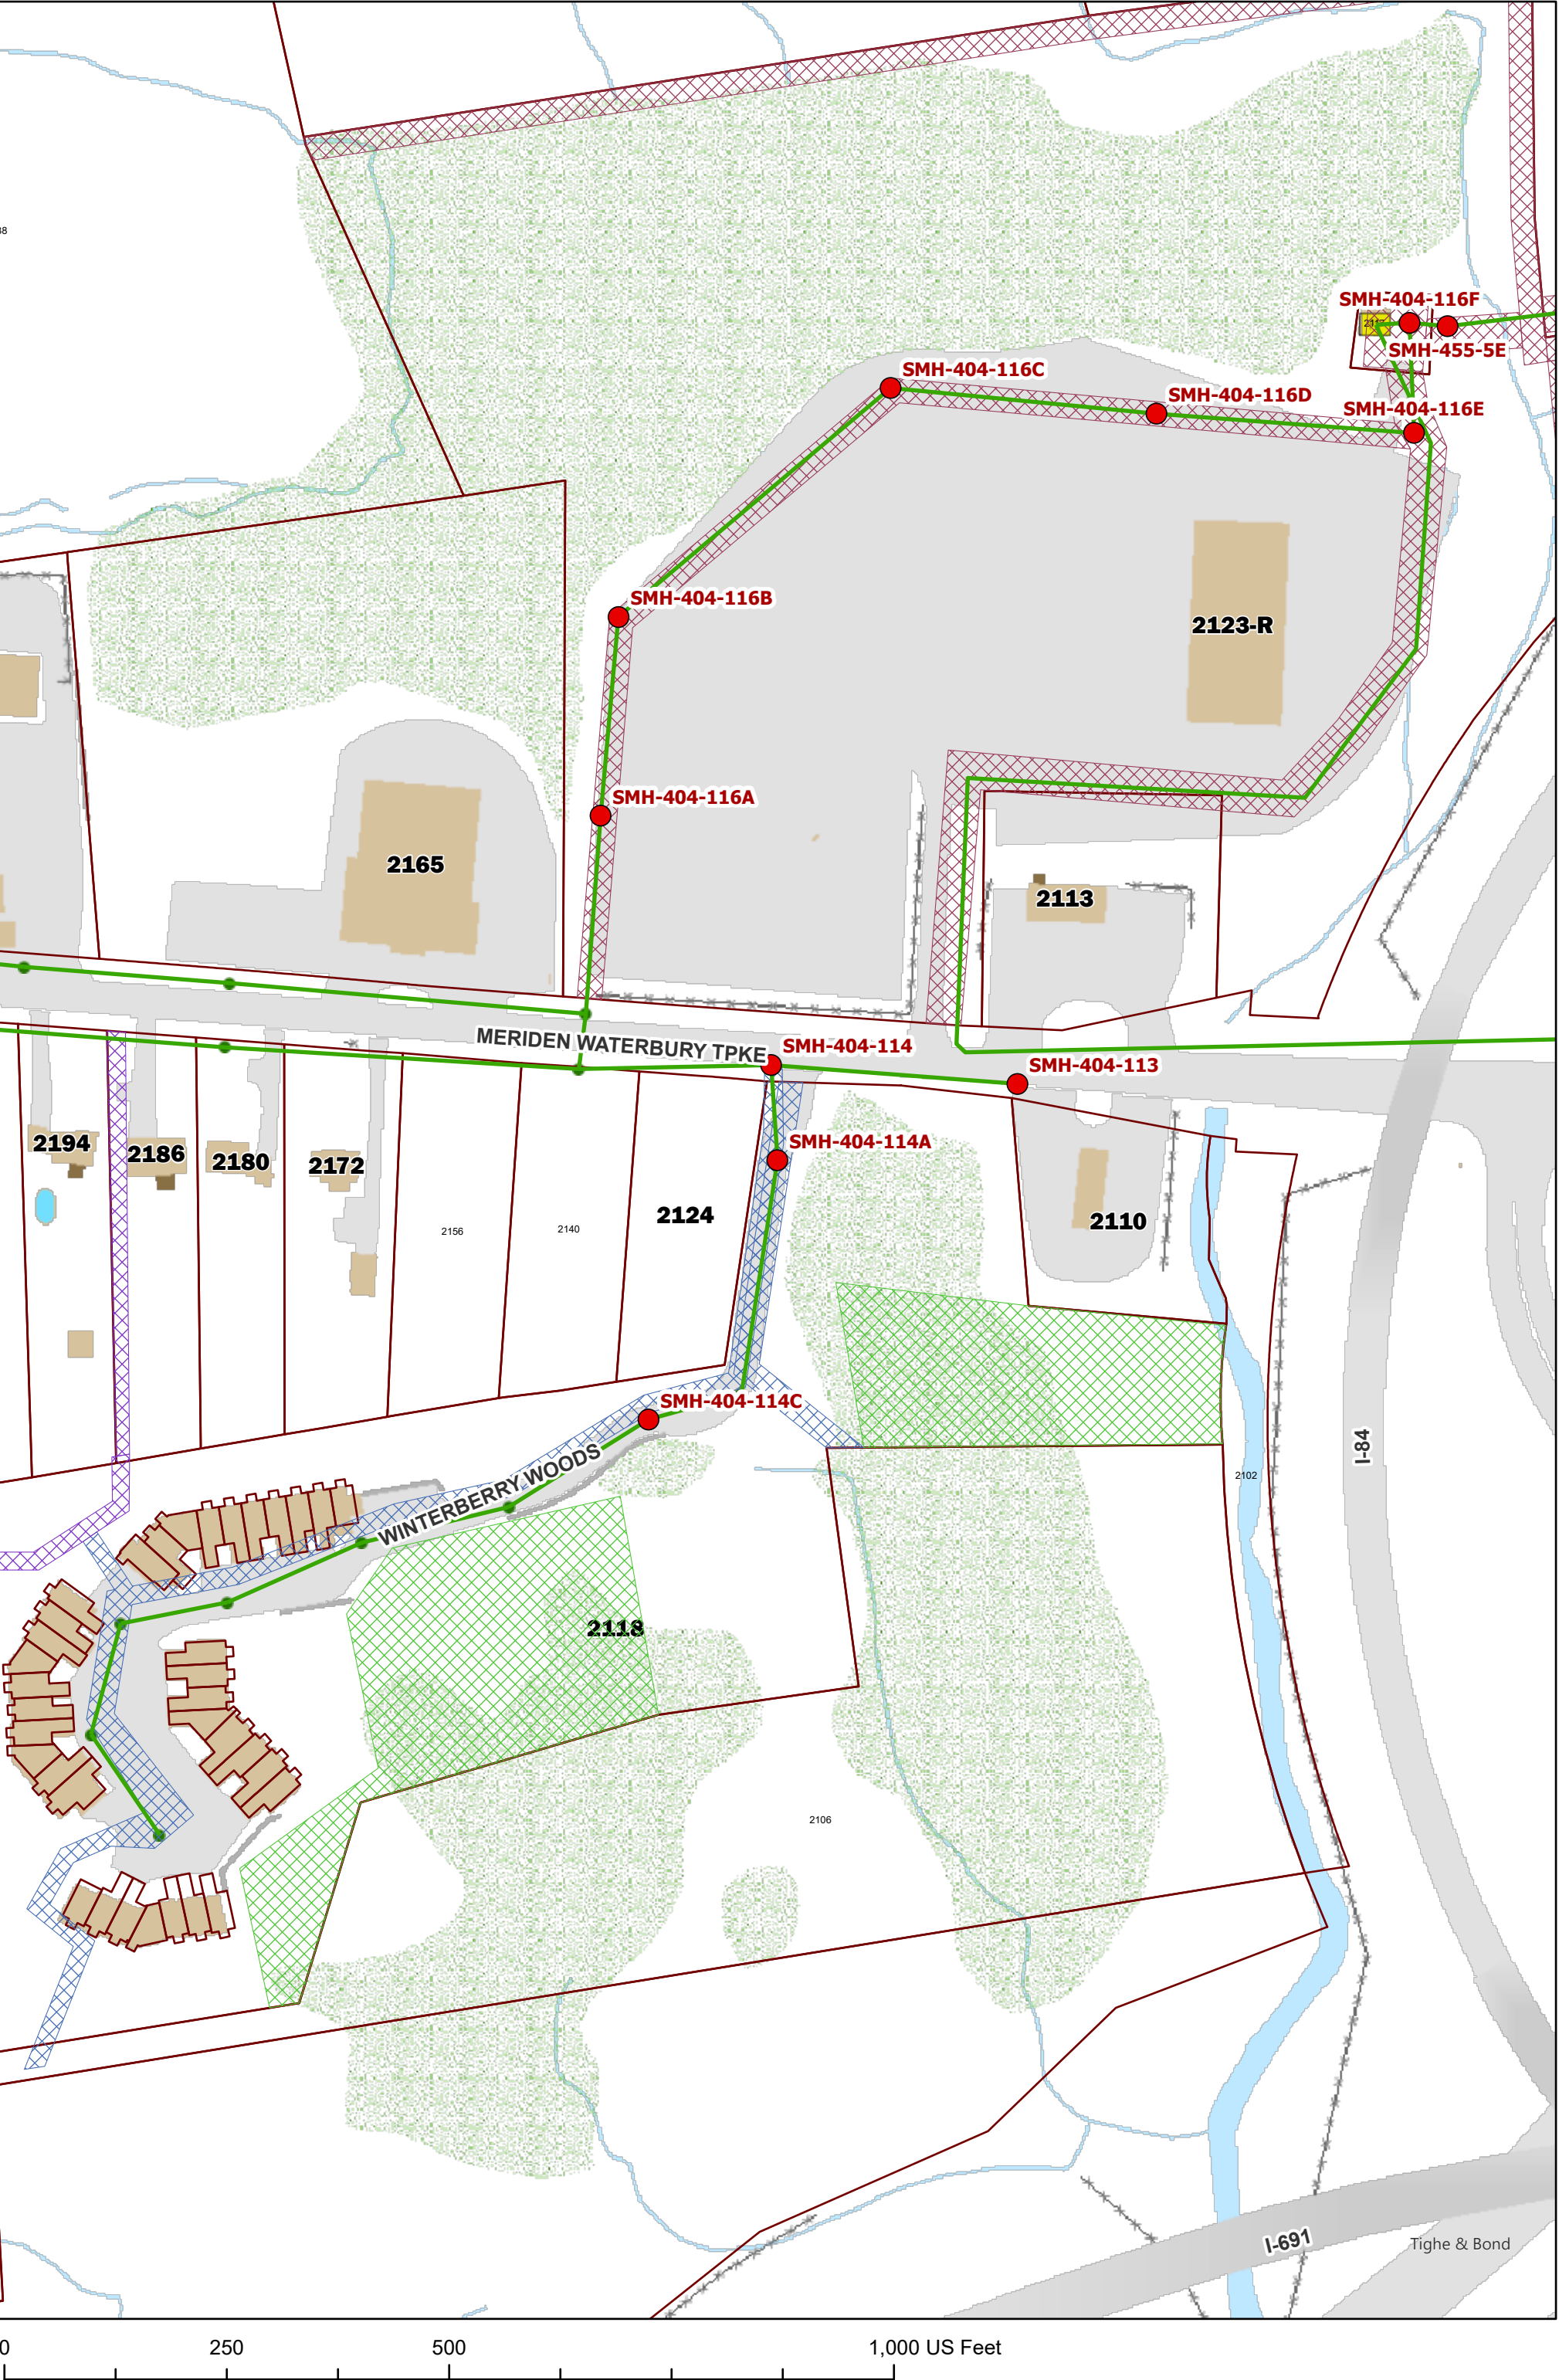 SMH-404-116F
SMH-455-5E
SMH-404-116C
SMH-404-116D
SMH-404-116E
SMH-404-116B
2123-R
SMH-404-116A
2165
2113
MERIDEN WATERBURY TPKE
SMH-404-114
SMH-404-113
SMH-404-114A
2194
2186
2180
2172
2156
2140
2124
2110
SMH-404-114C
I-84
2102
WINTERBERRY WOODS
2118
2106
I-691
Tighe & Bond
0
250
500
1,000 US Feet